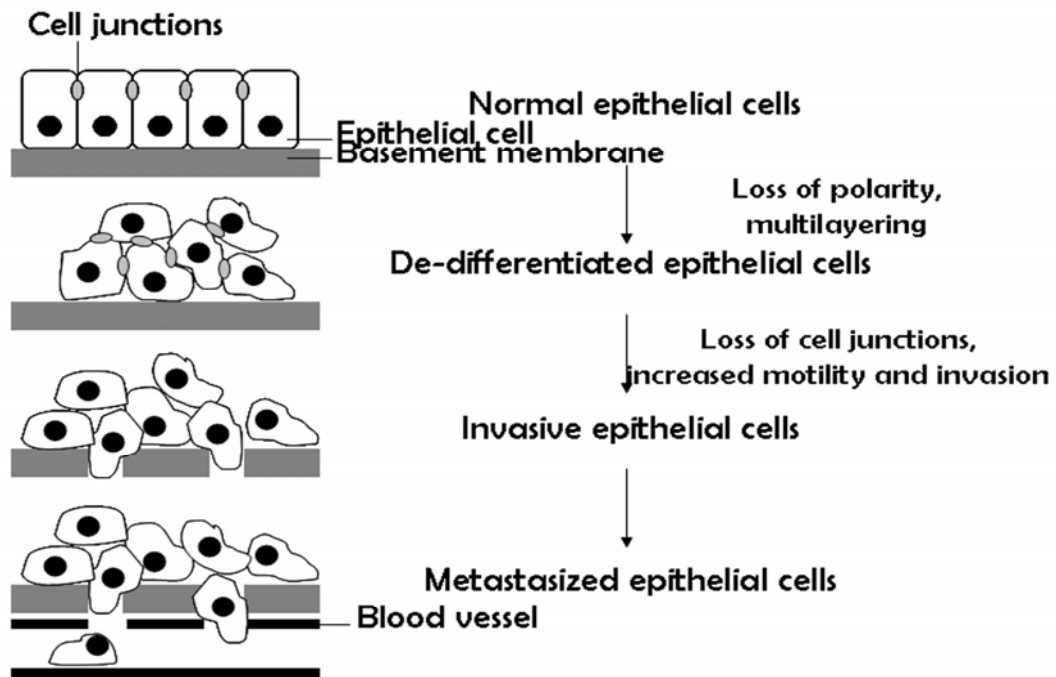 Cell junctions
Normal epithelial cells
Epithelial cell
Basement membrane
Loss of polarity,
multilayering
De-differentiated epithelial cells
Loss of cell junctions,
increased motility and invasion
Invasive epithelial cells
Metastasized epithelial cells
Blood vessel